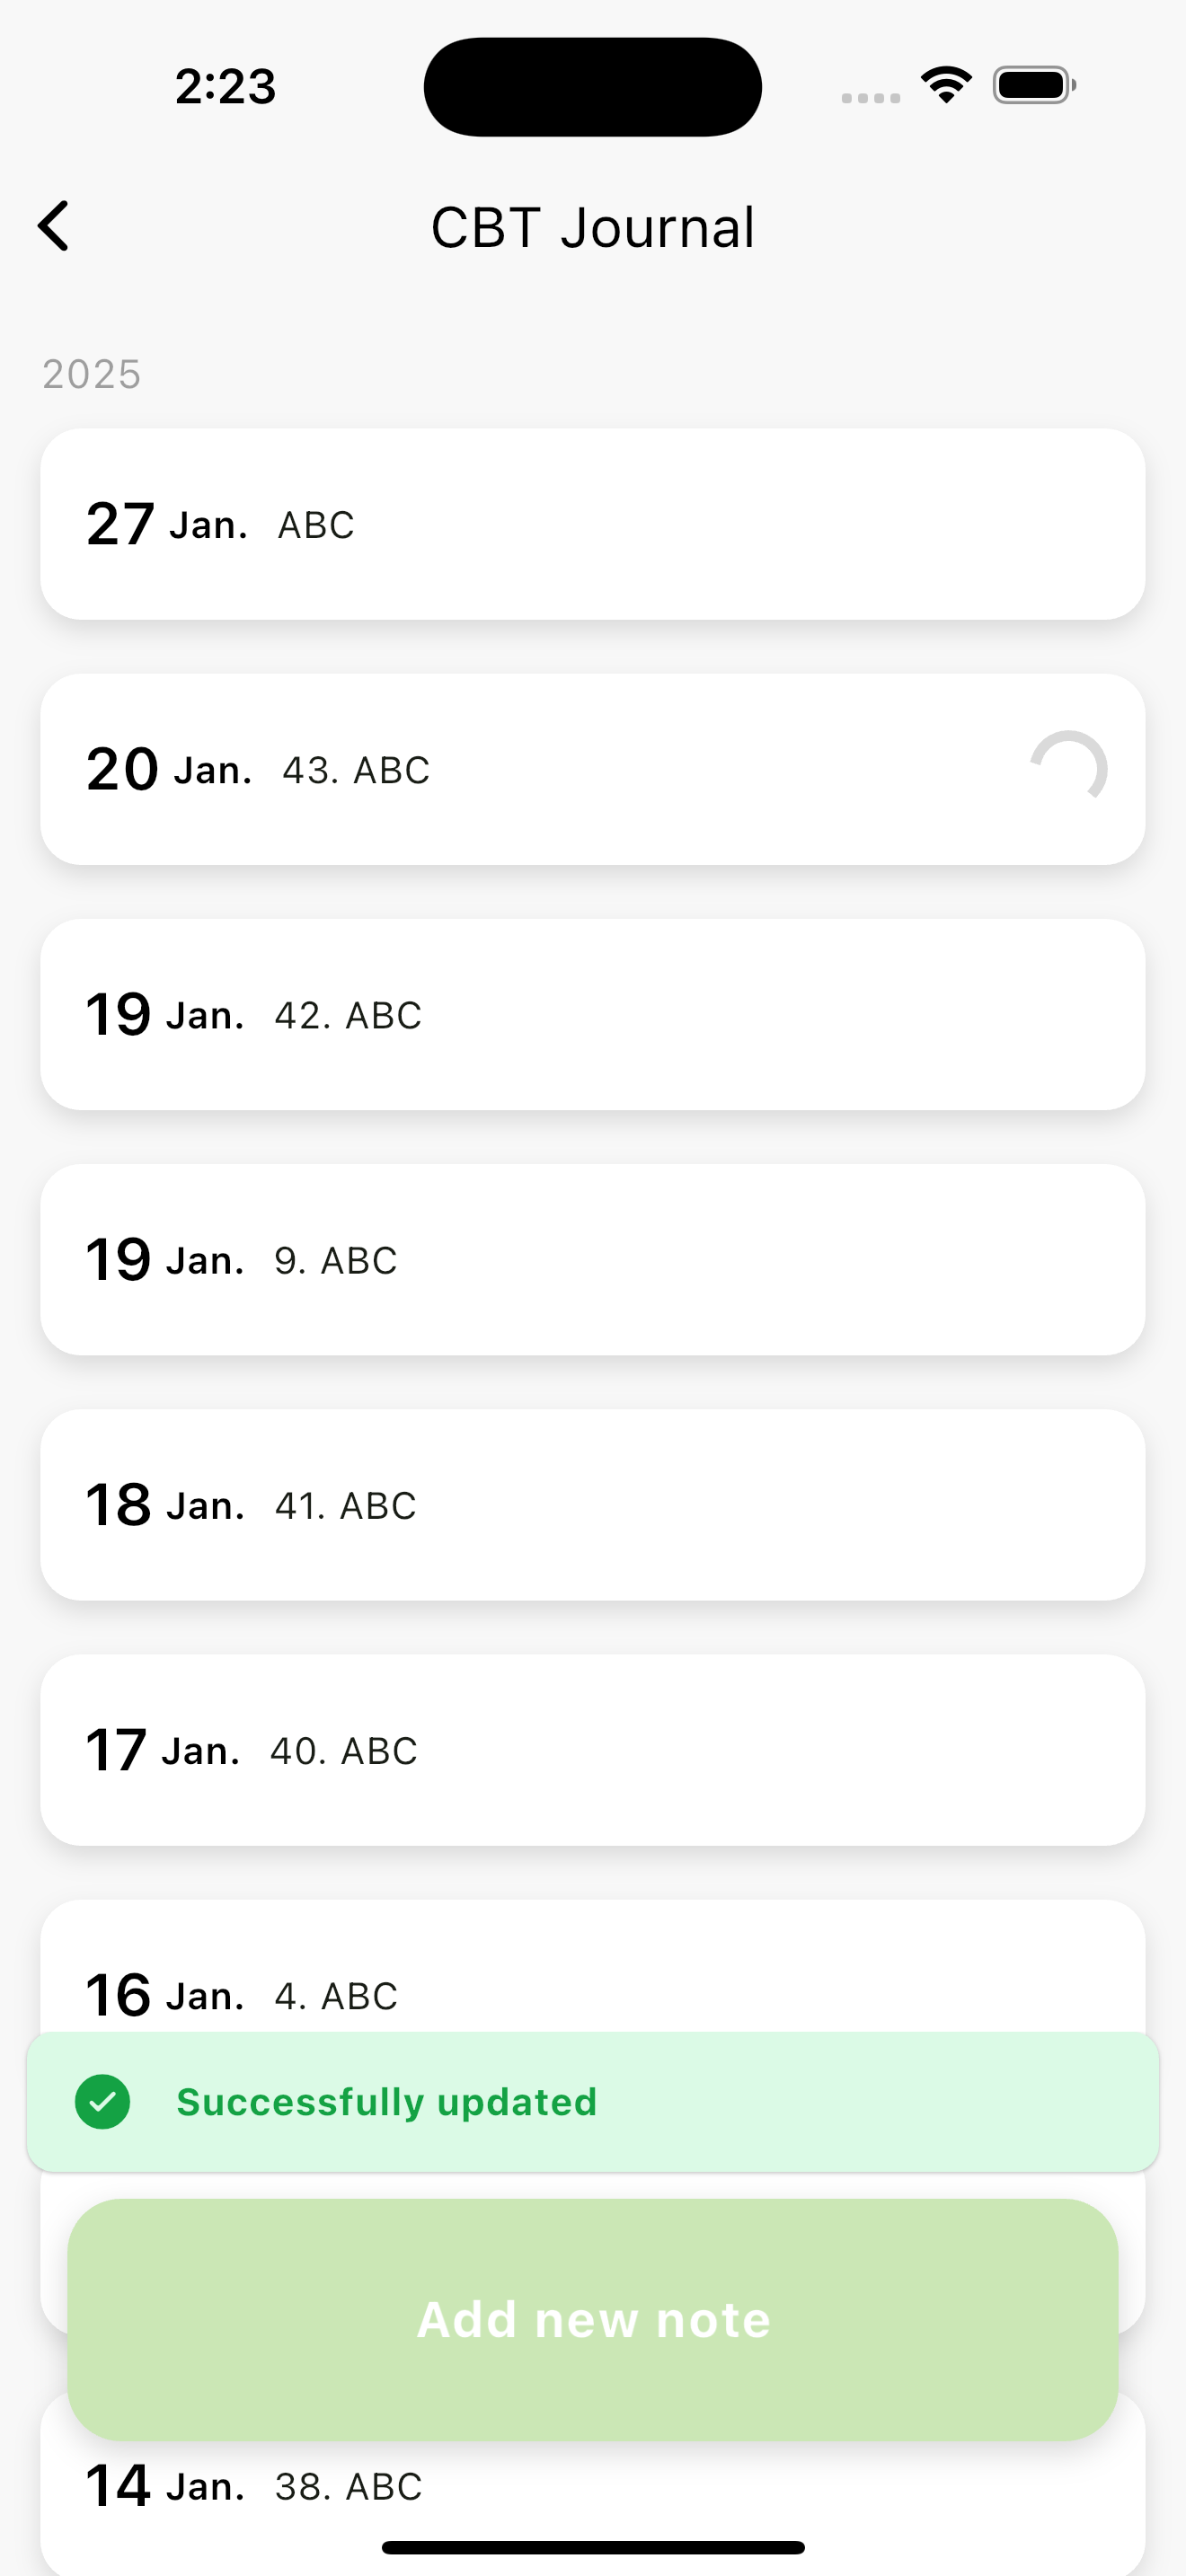 2:23
CBT Journal
2025
27 Jan. ABC
20 Jan. 43. ABC
19 Jan. 42. ABC
19 Jan. 9. ABC
18 Jan. 41. ABC
17 Jan. 40. ABC
16 Jan. 4. ABC
Successfully updated
Add new note
14 Jan. 38. ABC